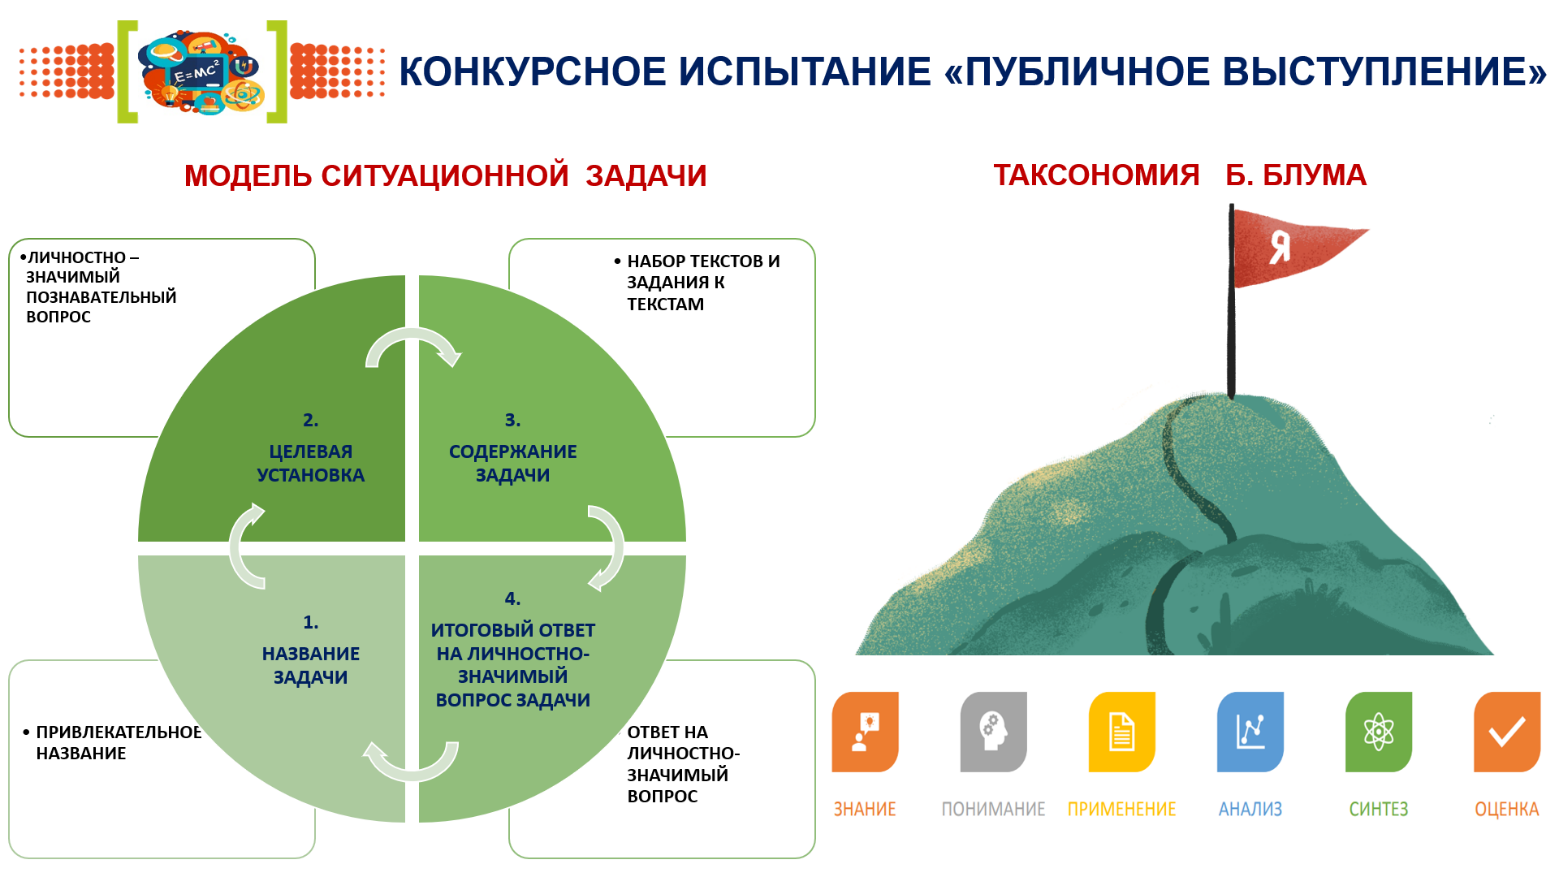 E=MC²
КОНКУРСНОЕ ИСПЫТАНИЕ «ПУБЛИЧНОЕ ВЫСТУПЛЕНИЕ»
МОДЕЛЬ СИТУАЦИОННОЙ ЗАДАЧИ
•ЛИЧНОСТНО –
ЗНАЧИМЫЙ
ПОЗНАВАТЕЛЬНЫЙ
ВОПРОС
• НАБОР ТЕКСТОВ И
ЗАДАНИЯ К
ТЕКСТАМ
2.
ЦЕЛЕВАЯ
УСТАНОВКА
3.
СОДЕРЖАНИЕ
ЗАДАЧИ
1.
НАЗВАНИЕ
ЗАДАЧИ
4.
ИТОГОВЫЙ ОТВЕТ
НА ЛИЧНОСТНО-
ЗНАЧИМЫЙ
ВОПРОС ЗАДАЧИ
• ПРИВЛЕКАТЕЛЬНОЕ
НАЗВАНИЕ
ОТВЕТ НА
ЛИЧНОСТНО-
ЗНАЧИМЫЙ
ВОПРОС
ТАКСОНОМИЯ Б. БЛУМА
Я
ЗНАНИЕ
ПОНИМАНИЕ
ПРИМЕНЕНИЕ
АНАЛИЗ
СИНТЕЗ
ОЦЕНКА